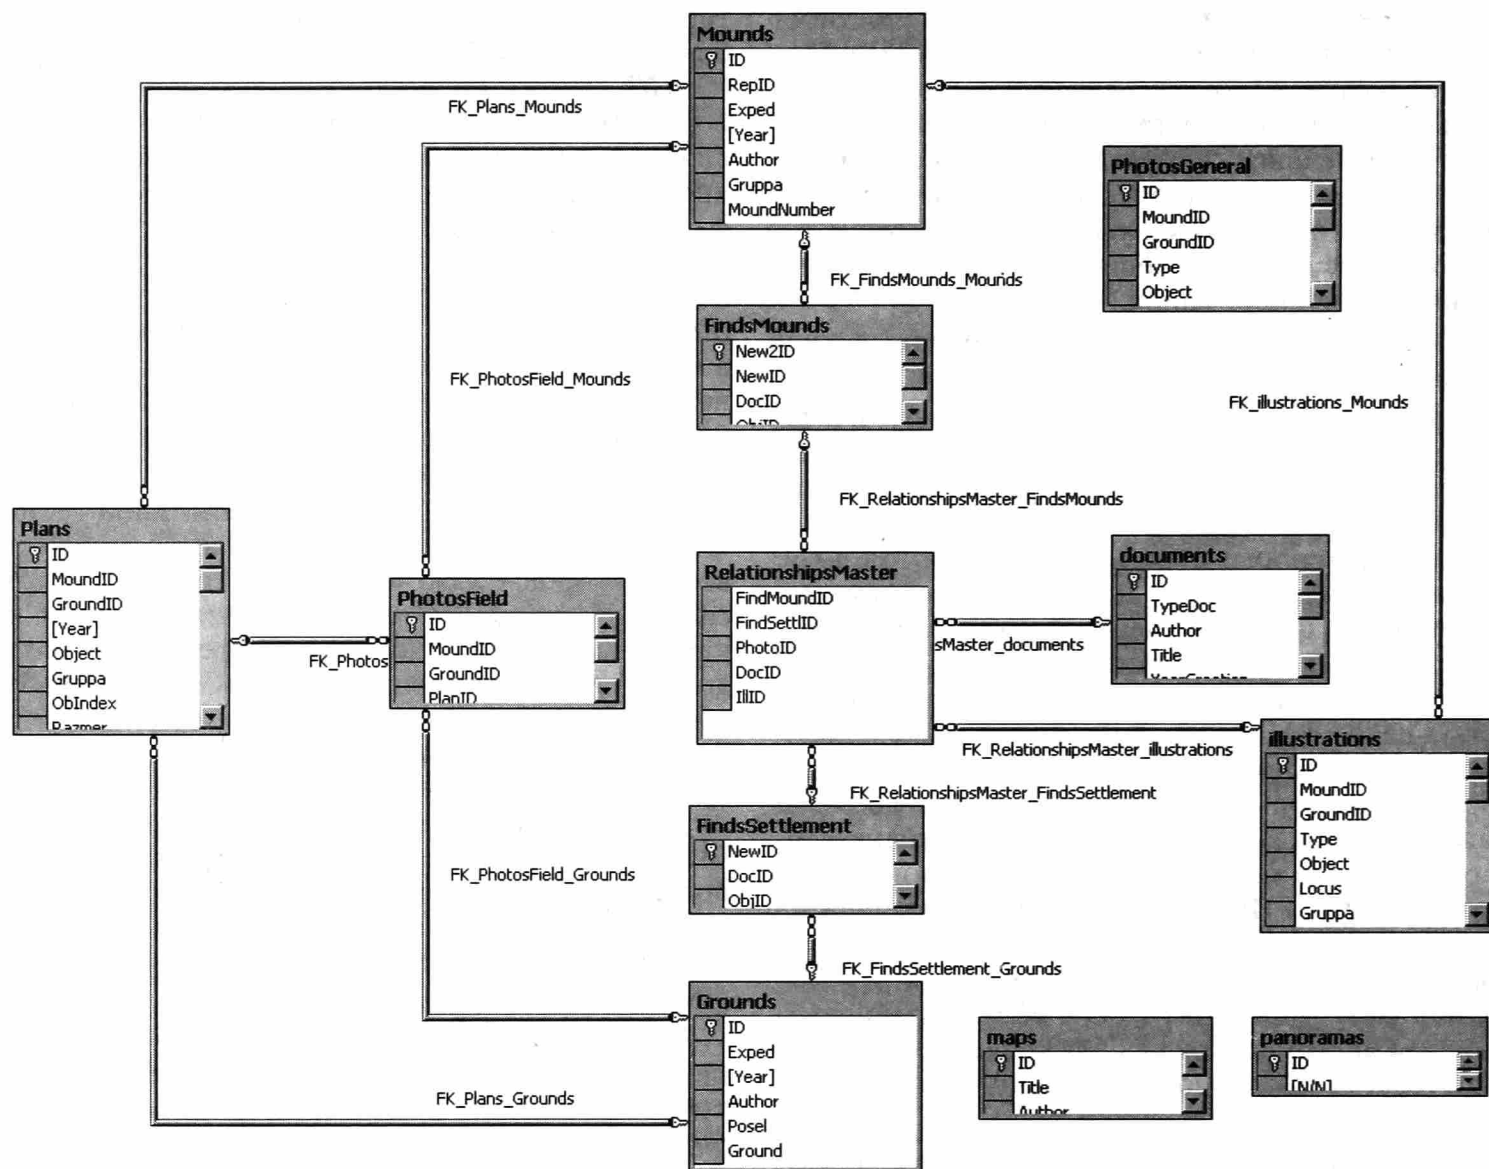 Mounds
ID
RepID
Exped
[Year]
Author
Gruppa
MoundNumber
FK_Plans_Mounds
PhotosGeneral
ID
MoundID
GroundID
Type
Object
FK_FindsMounds_Mounds
FindsMounds
New2ID
NewID
DocID
ObjID
FK_PhotosField_Mounds
FK_illustrations_Mounds
FK_RelationshipsMaster_FindsMounds
Plans
ID
MoundID
GroundID
[Year]
Object
Gruppa
ObIndex
Razmer
PhotosField
ID
MoundID
GroundID
PlanID
FK_Photos
RelationshipsMaster
FindMoundID
FindSettlID
PhotoID
DocID
IllID
sMaster_documents
documents
ID
TypeDoc
Author
Title
YearCreation
FK_RelationshipsMaster_illustrations
illustrations
ID
MoundID
GroundID
Type
Object
Locus
Gruppa
FK_RelationshipsMaster_FindsSettlement
FindsSettlement
NewID
DocID
ObjID
FK_PhotosField_Grounds
FK_FindsSettlement_Grounds
Grounds
ID
Exped
[Year]
Author
Posel
Ground
FK_Plans_Grounds
maps
ID
Title
Author
panoramas
ID
[N/N]